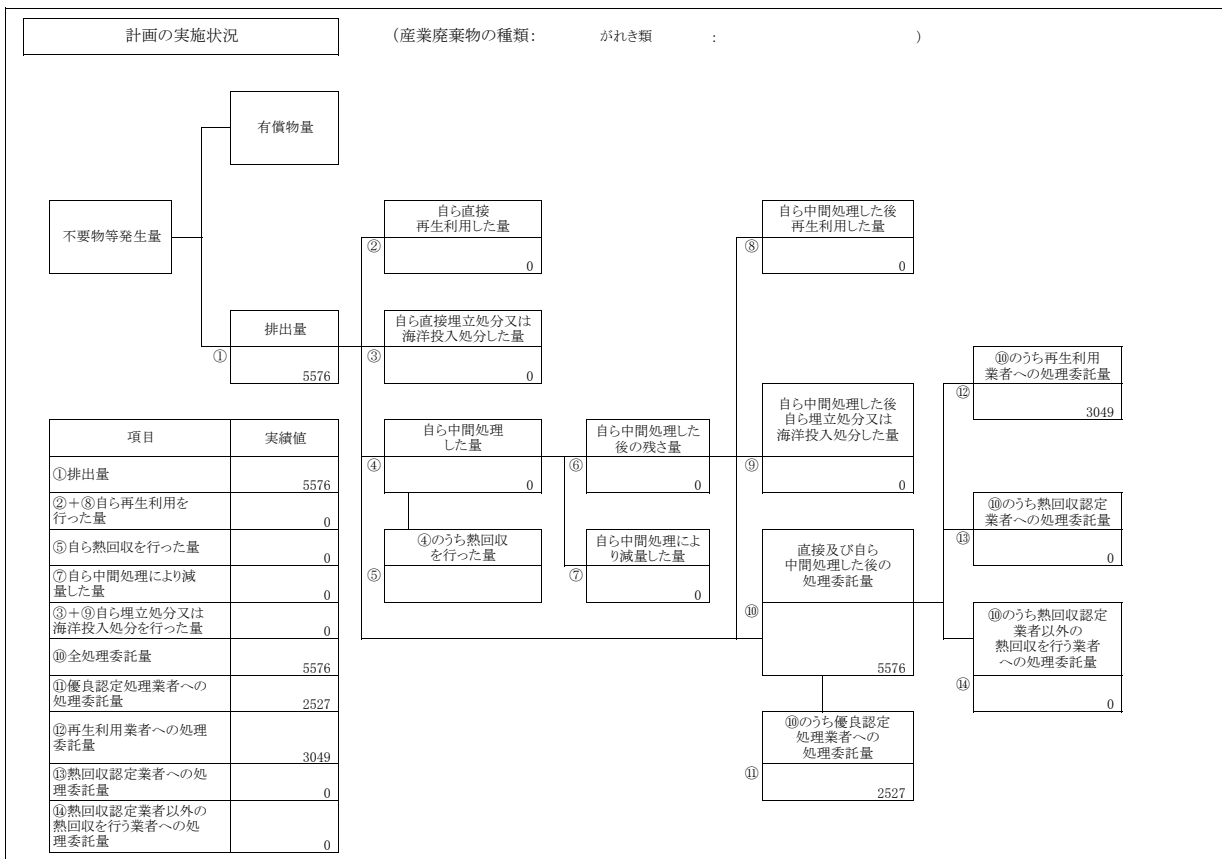 計画の実施状況
（産業廃棄物の種類： がれき類 ： ）
有償物量
不要物等発生量
自ら直接
再生利用した量
②
0
自ら中間処理した後
再生利用した量
⑧
0
排出量
①
5576
自ら直接埋立処分又は
海洋投入処分した量
③
0
⑩のうち再生利用
業者への処理委託量
⑫
3049
自ら中間処理した後
自ら埋立処分又は
海洋投入処分した量
⑨
0
自ら中間処理
した量
④
0
自ら中間処理した
後の残さ量
⑥
0
⑩のうち熱回収認定
業者への処理委託量
⑬
0
④のうち熱回収
を行った量
⑤
自ら中間処理によ
り減量した量
⑦
0
直接及び自ら
中間処理した後の
処理委託量
⑩
5576
⑩のうち熱回収認定
業者以外の
熱回収を行う業者
への処理委託量
⑭
0
⑩のうち優良認定
処理業者への
処理委託量
⑪
2527
項目 実績値
①排出量
5576
②＋⑧自ら再生利用を
行った量 0
⑤自ら熱回収を行った量
0
⑦自ら中間処理により減
量した量 0
③＋⑨自ら埋立処分又は
海洋投入処分を行った量 0
⑩全処理委託量
5576
⑪優良認定処理業者への
処理委託量 2527
⑫再生利用業者への処理
委託量
3049
⑬熱回収認定業者への処
理委託量 0
⑭熱回収認定業者以外の
熱回収を行う業者への処
理委託量 0